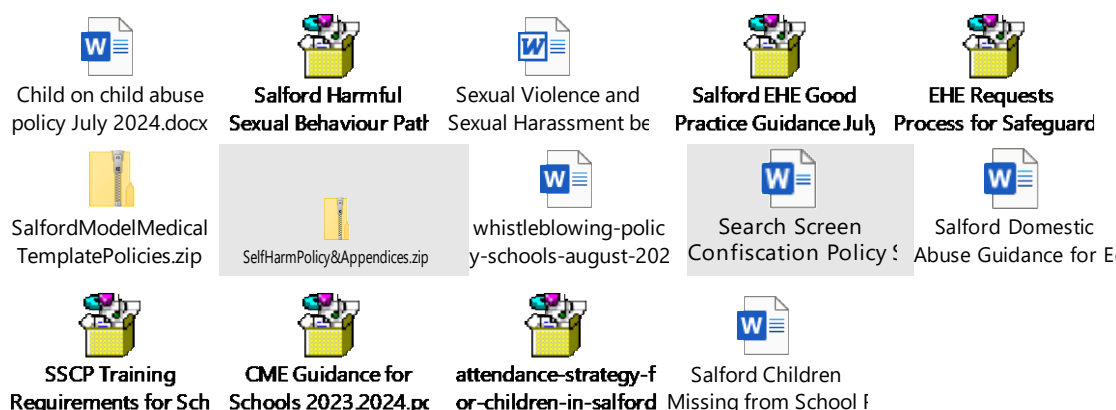 Child on child abuse
policy July 2024.docx
Salford Harmful
Sexual Behaviour Path
Sexual Violence and
Sexual Harassment be
Salford EHE Good
Practice Guidance July
EHE Requests
Process for Safeguard
SalfordModelMedical
TemplatePolicies.zip
SelfHarmPolicy&Appendices.zip
whistleblowing-polic
y-schools-august-202
Search Screen
Confiscation Policy S
Salford Domestic
Abuse Guidance for E
SSCP Training
Requirements for Sch
CME Guidance for
Schools 2023.2024.pd
attendance-strategy-f
or-children-in-salford
Salford Children
Missing from School P